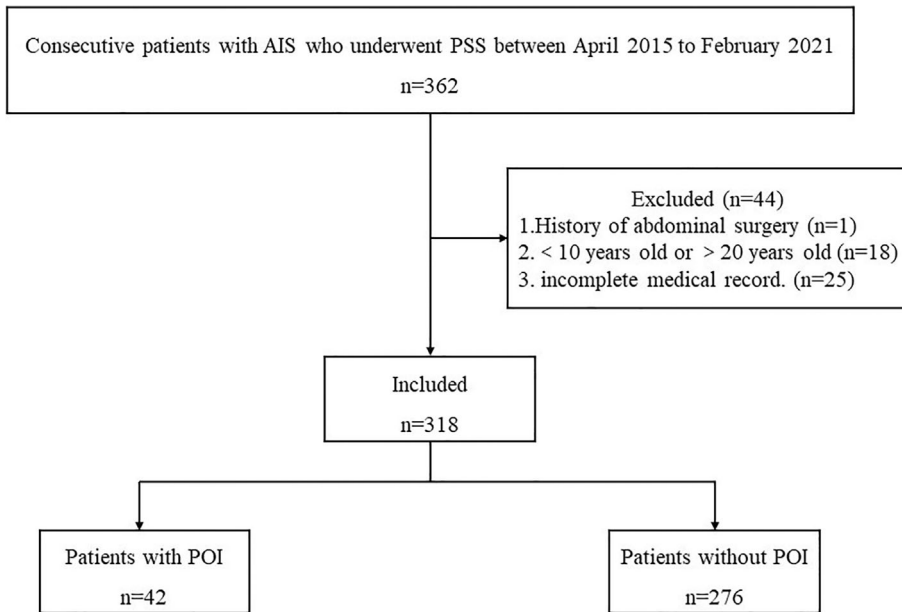 Consecutive patients with AIS who underwent PSS between April 2015 to February 2021
n=362
Excluded (n=44)
1.History of abdominal surgery (n=1)
2. < 10 years old or > 20 years old (n=18)
3. incomplete medical record. (n=25)
Included
n=318
Patients with POI
n=42
Patients without POI
n=276